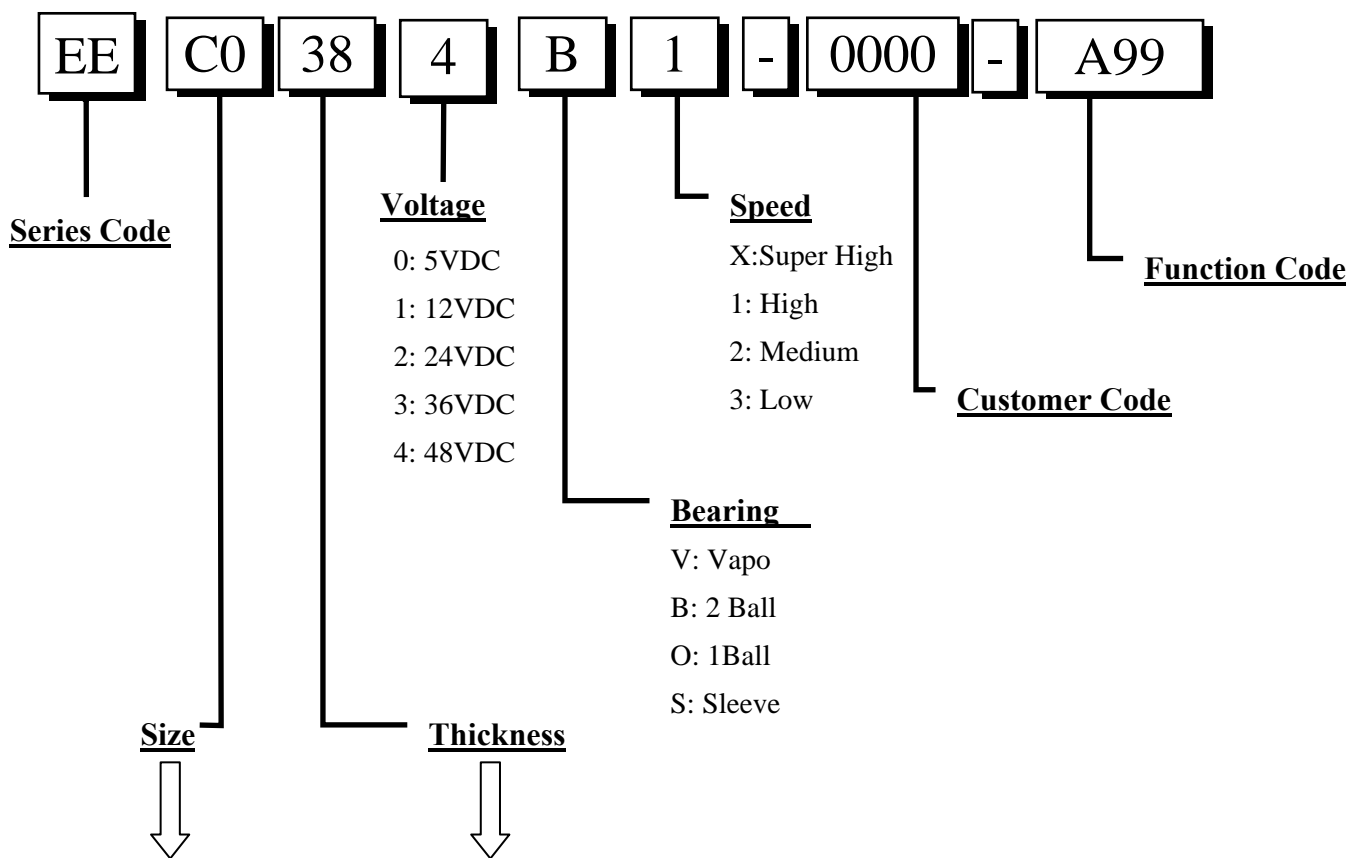 EE C0 38 4 B 1 - 0000 - A99
Series Code
Voltage
0: 5VDC
1: 12VDC
2: 24VDC
3: 36VDC
4: 48VDC
Speed
X:Super High
1: High
2: Medium
3: Low
Function Code
Customer Code
Bearing
V: Vapo
B: 2 Ball
O: 1Ball
S: Sleeve
Size
Thickness